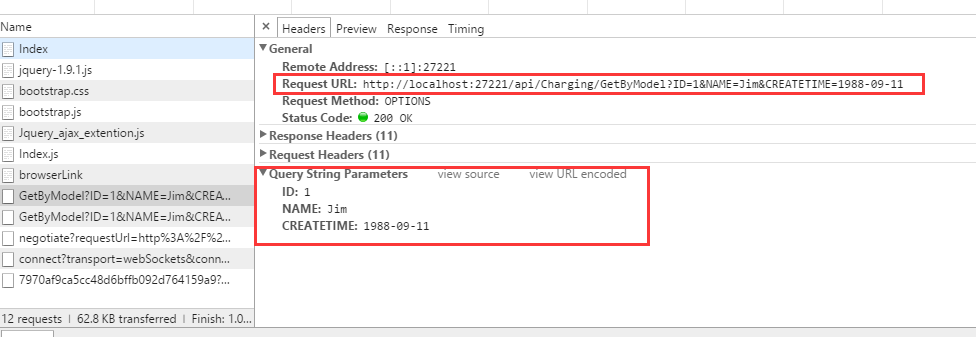 Name
Index
jquery-1.9.1.js
bootstrap.css
bootstrap.js
Jquery_ajax_extention.js
Index.js
browserLink
GetByModel?ID=1&NAME=Jim&CREA...
GetByModel?ID=1&NAME=Jim&CREA...
negotiate?requestUrl=http%3A%2F%2...
connect?transport=webSockets&conn...
7970af9ca5cc48d6bffb092d764159a9?...
12 requests | 62.8 KB transferred | Finish: 1.0...
× Headers Preview Response Timing
▼General
Remote Address: [::1]:27221
Request URL: http://localhost:27221/api/Charging/GetByModel?ID=1&NAME=Jim&CREATETIME=1988-09-11
Request Method: OPTIONS
Status Code: 200 OK
▶Response Headers (11)
▶Request Headers (11)
▼Query String Parameters view source view URL encoded
ID: 1
NAME: Jim
CREATETIME: 1988-09-11